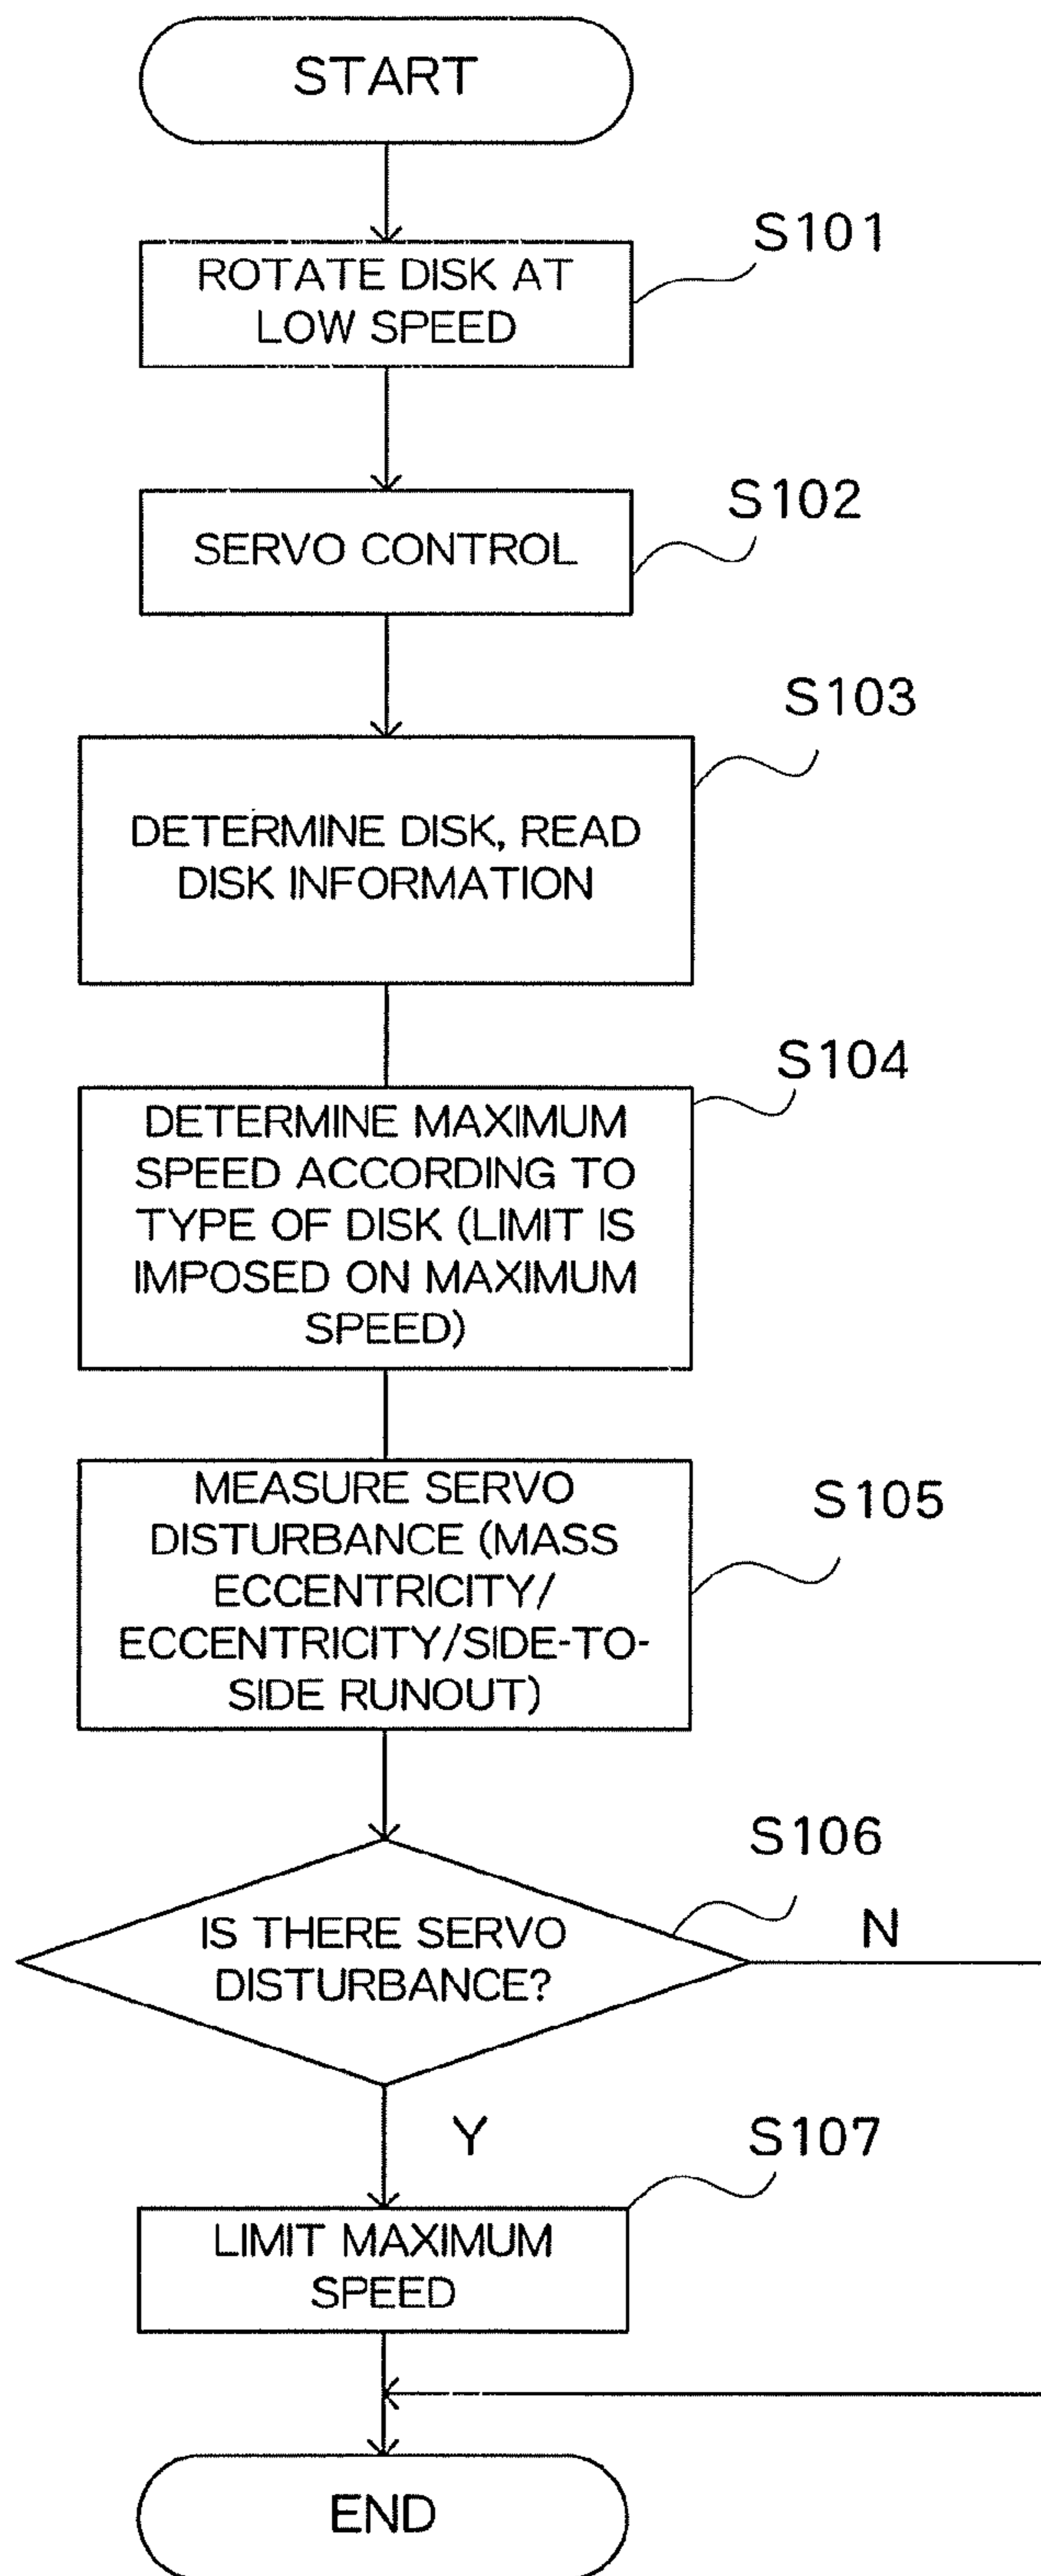 START
S101
ROTATE DISK AT
LOW SPEED
S102
SERVO CONTROL
S103
DETERMINE DISK, READ
DISK INFORMATION
S104
DETERMINE MAXIMUM
SPEED ACCORDING TO
TYPE OF DISK (LIMIT IS
IMPOSED ON MAXIMUM
SPEED)
S105
MEASURE SERVO
DISTURBANCE (MASS
ECCENTRICITY/
ECCENTRICITY/SIDE-TO-
SIDE RUNOUT)
S106
IS THERE SERVO
DISTURBANCE?
N
Y
S107
LIMIT MAXIMUM
SPEED
END